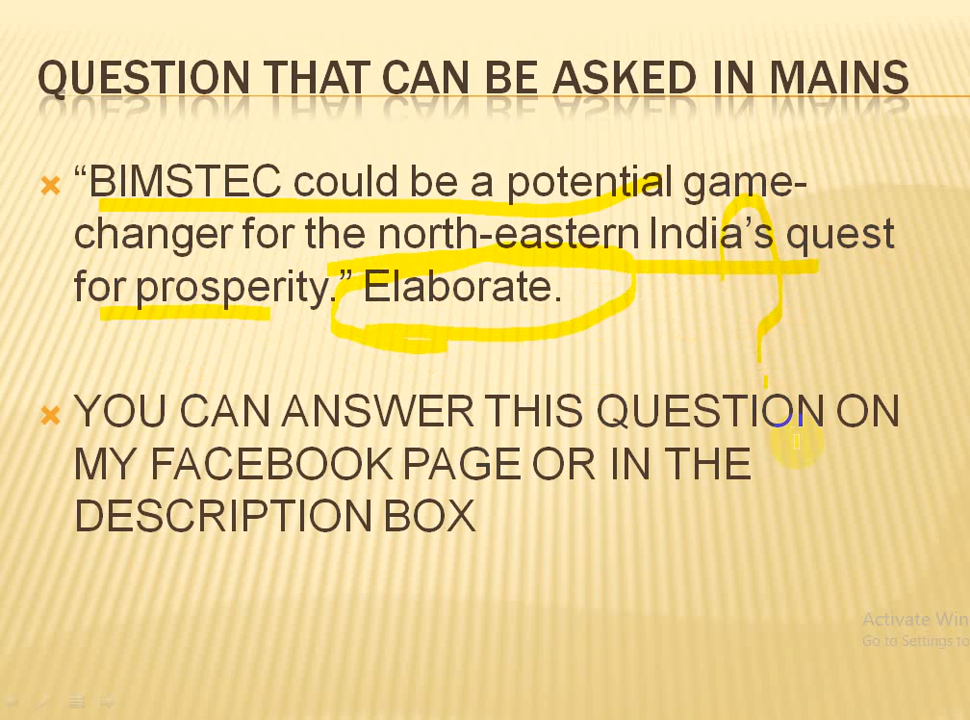 QUESTION THAT CAN BE ASKED IN MAINS
“BIMSTEC could be a potential game-
changer for the north-eastern India’s quest
for prosperity.” Elaborate.
YOU CAN ANSWER THIS QUESTION ON
MY FACEBOOK PAGE OR IN THE
DESCRIPTION BOX
Activate Win
Go to Settings to